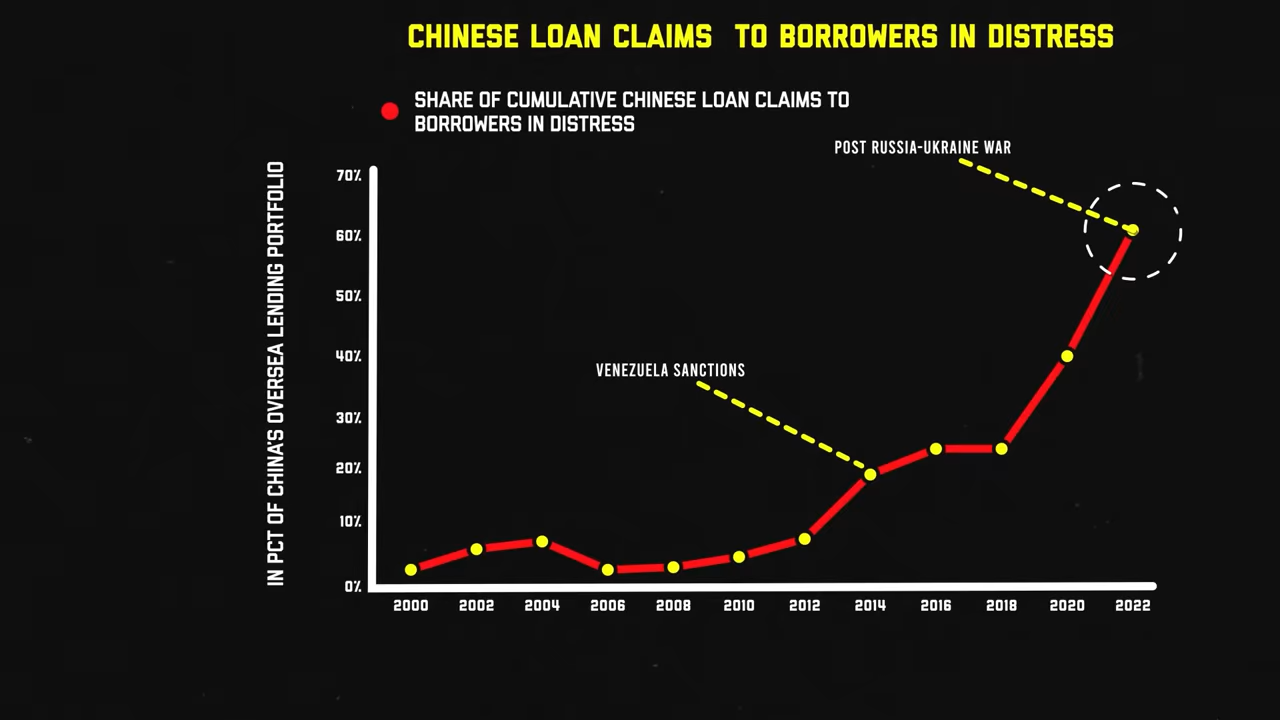 CHINESE LOAN CLAIMS TO BORROWERS IN DISTRESS
SHARE OF CUMULATIVE CHINESE LOAN CLAIMS TO
BORROWERS IN DISTRESS
POST RUSSIA-UKRAINE WAR
VENEZUELA SANCTIONS
IN PCT OF CHINA'S OVERSEA LENDING PORTFOLIO
70%
60%
50%
40%
30%
20%
10%
0%
2000 2002 2004 2006 2008 2010 2012 2014 2016 2018 2020 2022